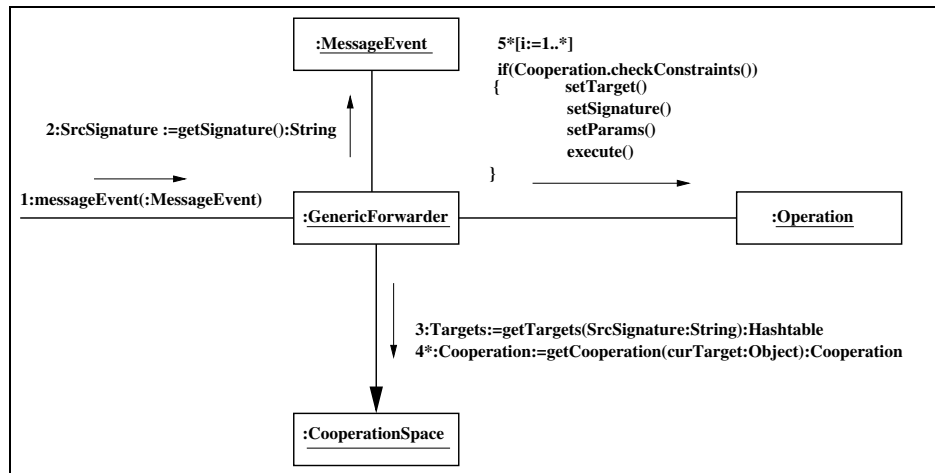 :MessageEvent
5*[i:=1..*]
if(Cooperation.checkConstraints())
{ setTarget()
setSignature()
setParams()
execute()
}
2:SrcSignature :=getSignature():String
1:messageEvent(:MessageEvent)
:GenericForwarder
:Operation
3:Targets:=getTargets(SrcSignature:String):Hashtable
4*:Cooperation:=getCooperation(curTarget:Object):Cooperation
:CooperationSpace